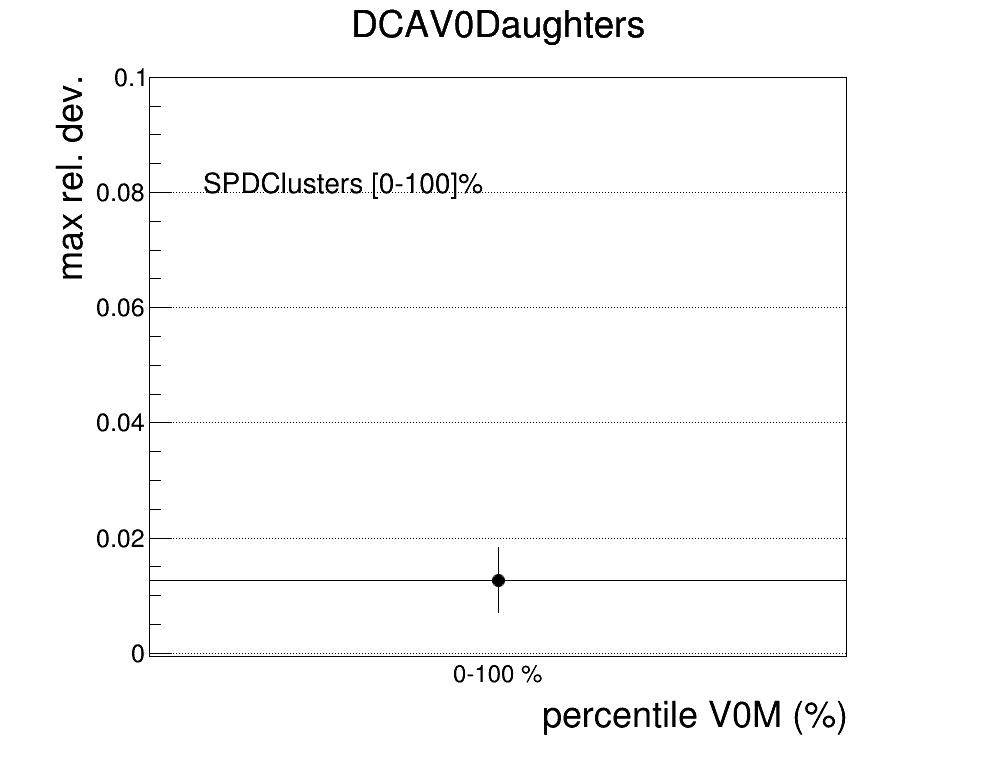 DCAV0Daughters
max rel. dev.
0.1
SPDClusters [0-100]%
0.08
0.06
0.04
0.02
0
0-100 %
percentile V0M (%)